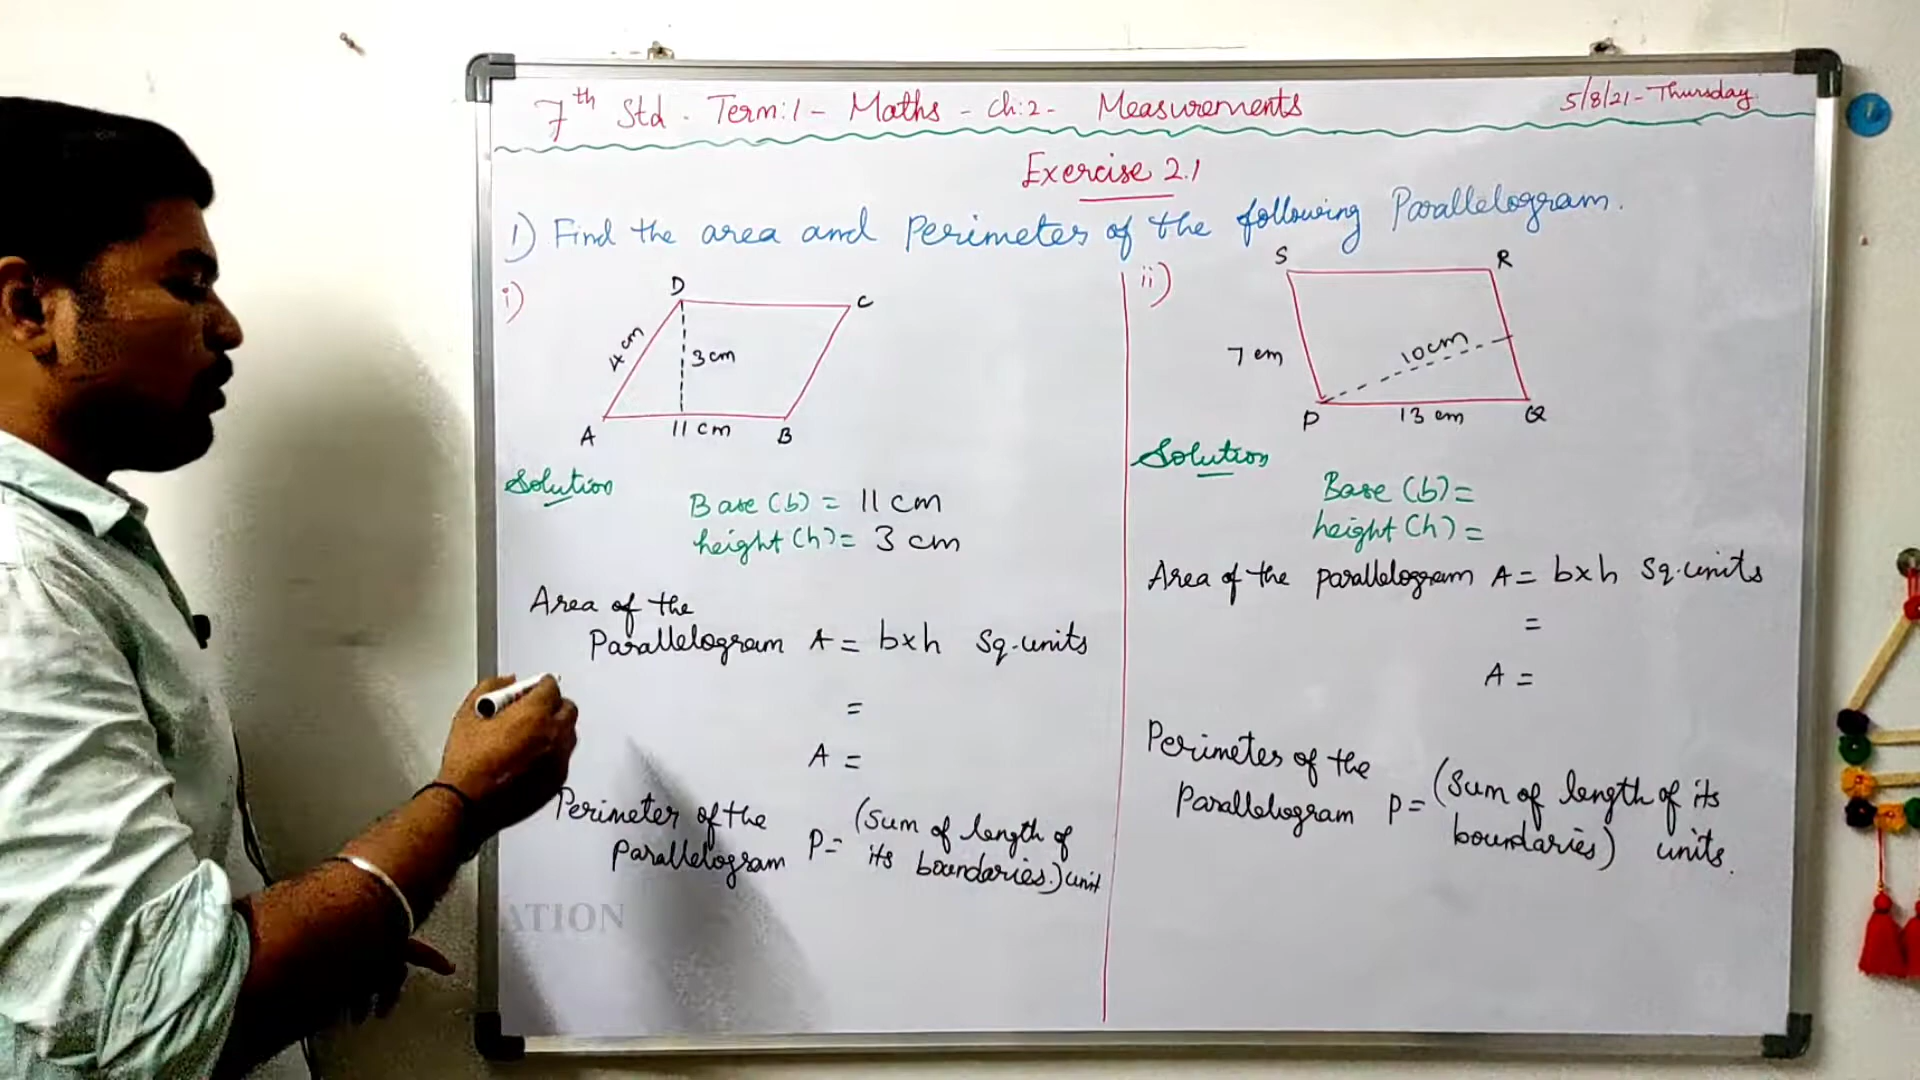 7th Std. Term:1 - Maths - Ch:2 - Measurements
5/8/21 - Thursday.
Exercise 2.1
1) Find the area and Perimeter of the following Parallelogram.
i)
D
C
4 cm
3 cm
A
11 cm
B
Solution
Base (b) = 11 cm
height (h) = 3 cm
Area of the
Parallelogram A = b×h Sq.units
=
A =
Perimeter of the
Parallelogram P = (Sum of length of
its boundaries.) unit
ii)
S
R
7 cm
10cm
P
13 cm
Q
Solution
Base (b) =
height (h) =
Area of the parallelogram A = b×h Sq.units
=
A =
Perimeter of the
Parallelogram P = (Sum of length of its
boundaries) units.